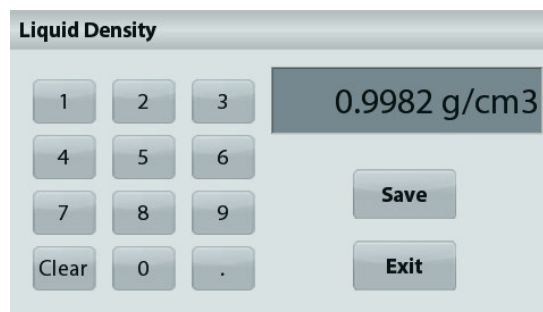 Liquid Density
1 2 3 0.9982 g/cm3
4 5 6
Save
7 8 9
Clear 0 . Exit